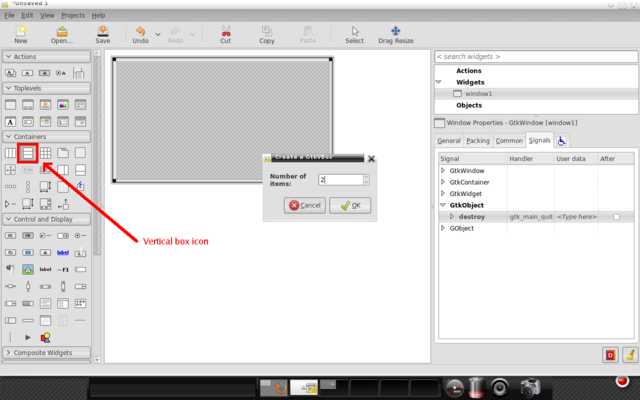 *Unsaved 1
File Edit View Projects Help
New Open... Save Undo Redo Cut Copy Paste Select Drag Resize
Actions
Toplevels
Containers
Control and Display
label
label
Composite Widgets
Vertical box icon
Create a GtkVBox
Number of items: 2
Cancel OK
< search widgets >
Actions
Widgets
window1
Objects
Window Properties - GtkWindow [window1]
General Packing Common Signals
Signal Handler User data After
GtkWindow
GtkContainer
GtkWidget
GtkObject
destroy gtk_main_quit <Type here>
GObject